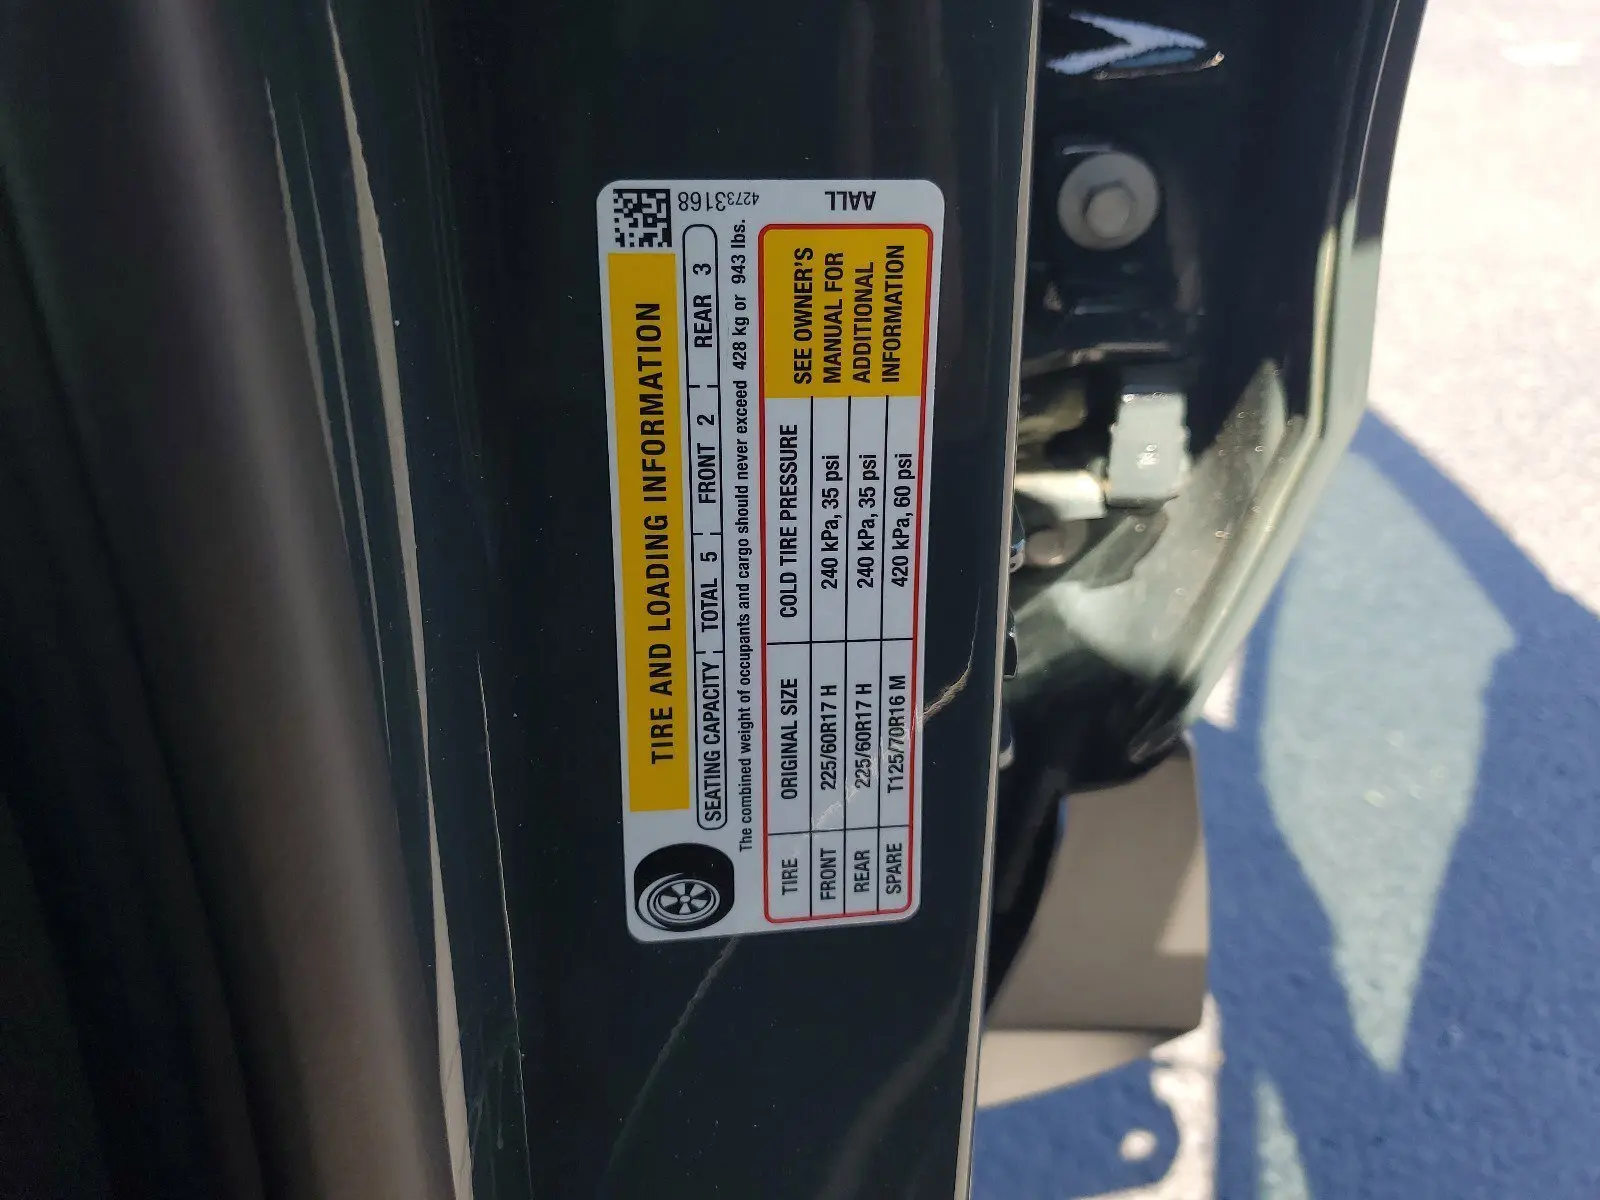 TIRE AND LOADING INFORMATION
SEATING CAPACITY TOTAL 5 FRONT 2 REAR 3
The combined weight of occupants and cargo should never exceed 428 kg or 943 lbs.
TIRE ORIGINAL SIZE COLD TIRE PRESSURE
FRONT 225/60R17 H 240 kPa, 35 psi
REAR 225/60R17 H 240 kPa, 35 psi
SPARE T125/70R16 M 420 kPa, 60 psi
SEE OWNER'S
MANUAL FOR
ADDITIONAL
INFORMATION
42733168
AALL